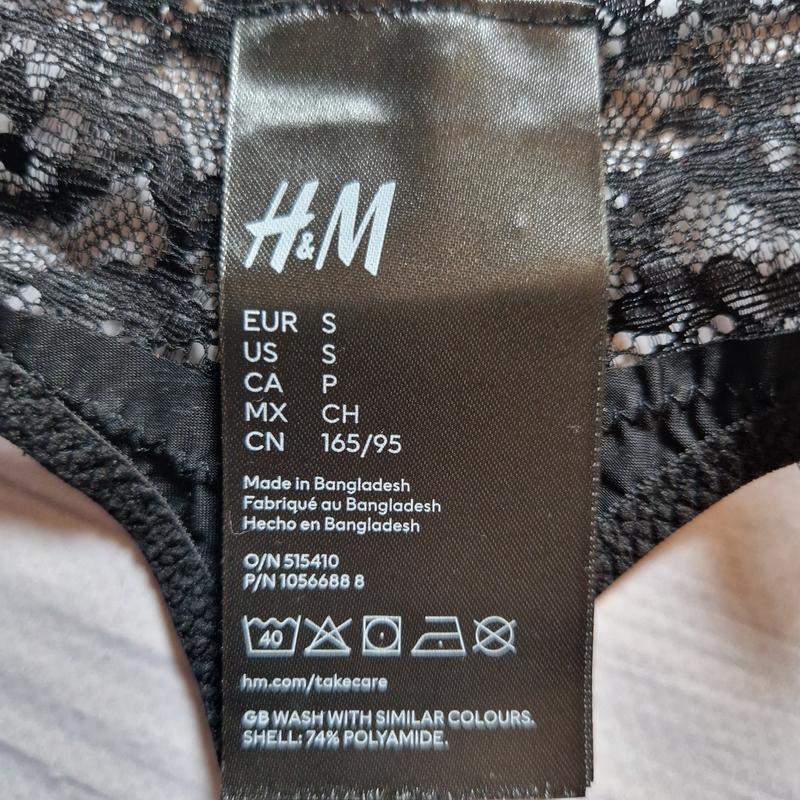 H&M
EUR S
US S
CA P
MX CH
CN 165/95
Made in Bangladesh
Fabriqué au Bangladesh
Hecho en Bangladesh
O/N 515410
P/N 1056688 8
40
hm.com/takecare
GB WASH WITH SIMILAR COLOURS.
SHELL: 74% POLYAMIDE,